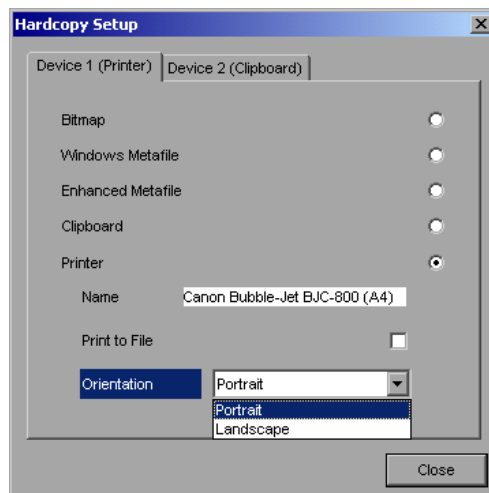 Hardcopy Setup
Device 1 (Printer) Device 2 (Clipboard)
Bitmap
Windows Metafile
Enhanced Metafile
Clipboard
Printer
Name Canon Bubble-Jet BJC-800 (A4)
Print to File
Orientation Portrait
Portrait
Landscape
Close